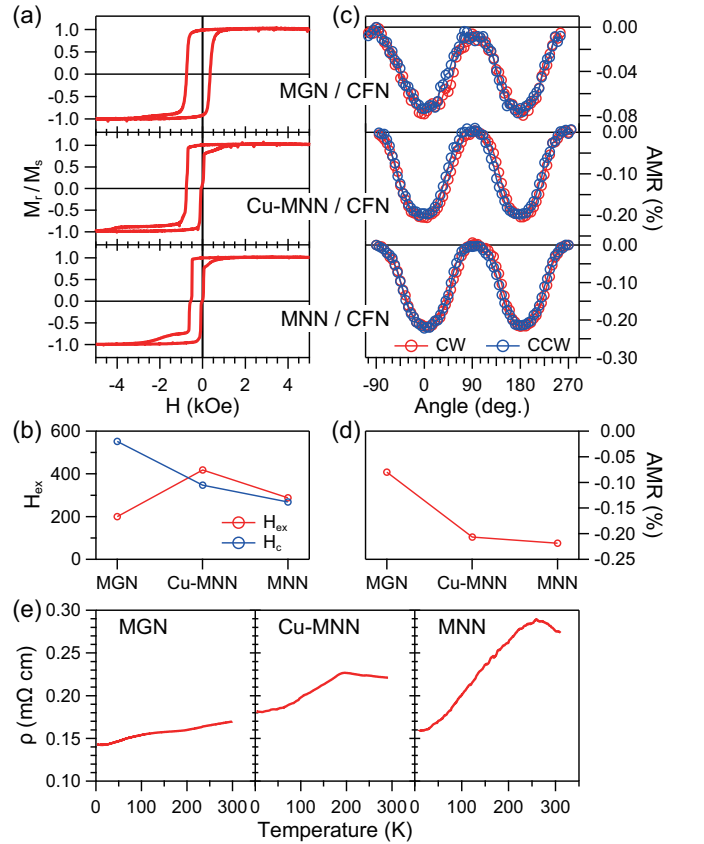 (a)
1.0
0.5
0.0
-0.5
-1.0
1.0
0.5
0.0
-0.5
-1.0
1.0
0.5
0.0
-0.5
-1.0
M_r / M_s
-4
-2
0
2
4
H (kOe)
MGN / CFN
Cu-MNN / CFN
MNN / CFN
(c)
0.00
-0.04
-0.08
0.00
-0.10
-0.20
0.00
-0.10
-0.20
-0.30
AMR (%)
CW
CCW
-90
0
90
180
270
Angle (deg.)
(b)
600
400
200
0
H_ex
H_ex
H_c
MGN
Cu-MNN
MNN
(d)
0.00
-0.05
-0.10
-0.15
-0.20
-0.25
AMR (%)
MGN
Cu-MNN
MNN
(e)
0.30
0.25
0.20
0.15
0.10
ρ (mΩ cm)
MGN
Cu-MNN
MNN
0
100
200
300
0
100
200
300
0
100
200
300
Temperature (K)